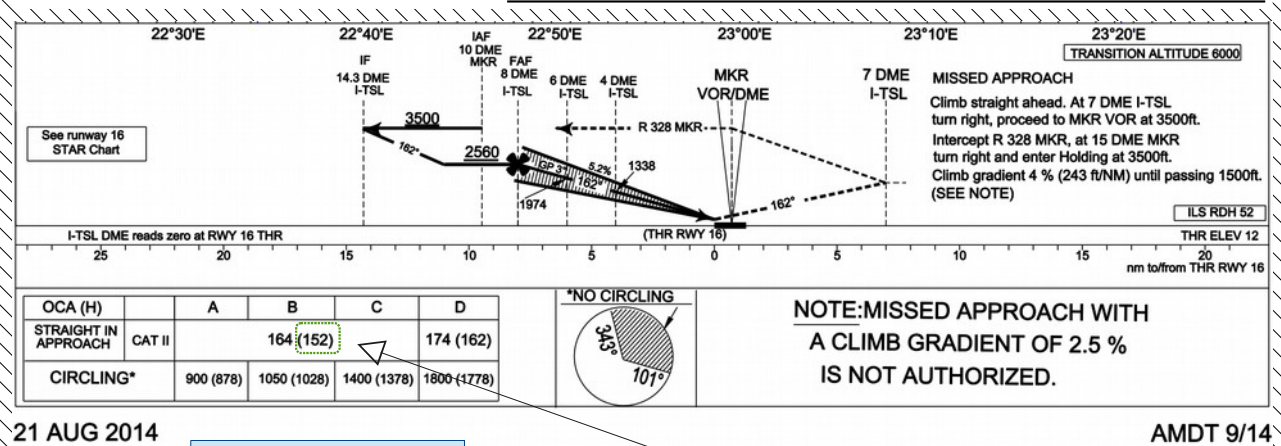 22°30'E 22°40'E 22°50'E 23°00'E 23°10'E 23°20'E
TRANSITION ALTITUDE 6000
IF
14.3 DME
I-TSL
IAF
10 DME
MKR
FAF
8 DME
I-TSL
6 DME
I-TSL
4 DME
I-TSL
MKR
VOR/DME
7 DME
I-TSL
MISSED APPROACH
Climb straight ahead. At 7 DME I-TSL
turn right, proceed to MKR VOR at 3500ft.
Intercept R 328 MKR, at 15 DME MKR
turn right and enter Holding at 3500ft.
Climb gradient 4 % (243 ft/NM) until passing 1500ft.
(SEE NOTE)
See runway 16
STAR Chart
3500
162°
2560
R 328 MKR
GP 3°
5.2%
162°
1338
1974
162°
ILS RDH 52
I-TSL DME reads zero at RWY 16 THR
(THR RWY 16)
THR ELEV 12
25 20 15 10 5 0 5 10 15 20
nm to/from THR RWY 16
OCA (H) A B C D
STRAIGHT IN
APPROACH
CAT II 164 (152) 174 (162)
CIRCLING* 900 (878) 1050 (1028) 1400 (1378) 1800 (1778)
*NO CIRCLING
343°
101°
NOTE:MISSED APPROACH WITH
A CLIMB GRADIENT OF 2.5 %
IS NOT AUTHORIZED.
21 AUG 2014
AMDT 9/14